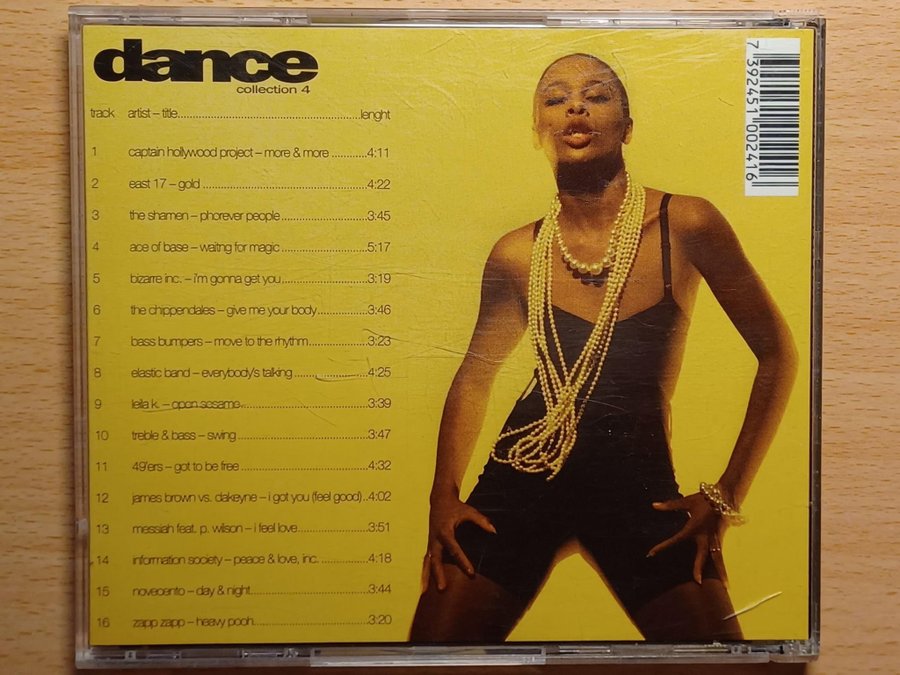 dance
collection 4
track artist – title..................................................lenght
1 captain hollywood project – more & more ...........4:11
2 east 17 – gold ..................................................4:22
3 the shamen – phorever people..........................3:45
4 ace of base – waitng for magic..........................5:17
5 bizarre inc. – i'm gonna get you..........................3:19
6 the chippendales – give me your body................3:46
7 bass bumpers – move to the rhythm..................3:23
8 elastic band – everybody's talking......................4:25
9 leila k. – open sesame......................................3:39
10 treble & bass – swing........................................3:47
11 49'ers – got to be free......................................4:32
12 james brown vs. dakeyne – i got you (feel good)..4:02
13 messiah feat. p. wilson – i feel love....................3:51
14 information society – peace & love, inc. ..............4:18
15 novecento – day & night....................................3:44
16 zapp zapp – heavy pooh....................................3:20
7 392451 002416